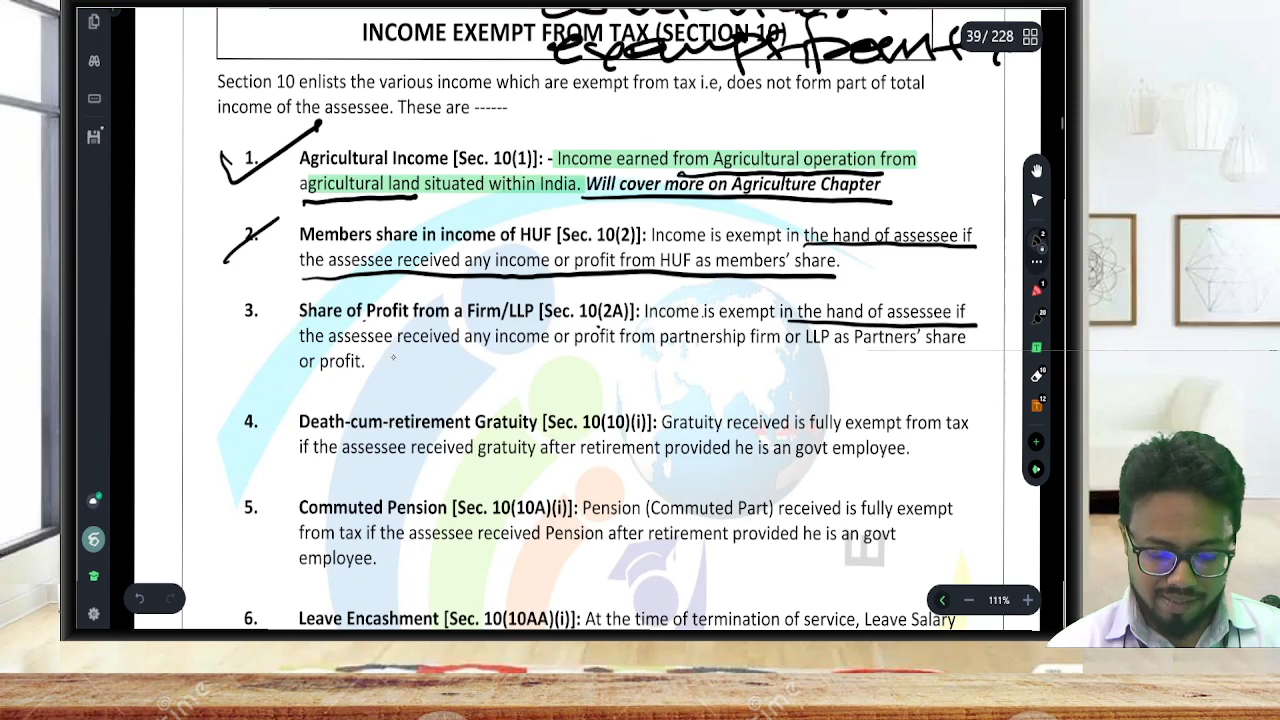 INCOME EXEMPT FROM TAX (SECTION 10)
39/ 228
Section 10 enlists the various income which are exempt from tax i.e, does not form part of total
income of the assessee. These are ------
1. Agricultural Income [Sec. 10(1)]: - Income earned from Agricultural operation from
agricultural land situated within India. Will cover more on Agriculture Chapter
2. Members share in income of HUF [Sec. 10(2)]: Income is exempt in the hand of assessee if
the assessee received any income or profit from HUF as members’ share.
3. Share of Profit from a Firm/LLP [Sec. 10(2A)]: Income is exempt in the hand of assessee if
the assessee received any income or profit from partnership firm or LLP as Partners’ share
or profit.
4. Death-cum-retirement Gratuity [Sec. 10(10)(i)]: Gratuity received is fully exempt from tax
if the assessee received gratuity after retirement provided he is an govt employee.
5. Commuted Pension [Sec. 10(10A)(i)]: Pension (Commuted Part) received is fully exempt
from tax if the assessee received Pension after retirement provided he is an govt
employee.
6. Leave Encashment [Sec. 10(10AA)(i)]: At the time of termination of service, Leave Salary
111%